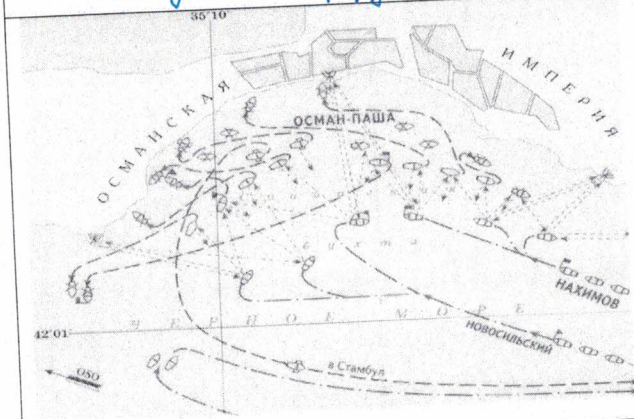 35°10'
ОСМАНСКАЯ
ИМПЕРИЯ
ОСМАН-ПАША
бухта
НАХИМОВ
НОВОСИЛЬСКИЙ
42°01'
ЧЕРНОЕ МОРЕ
в Стамбул
OSO